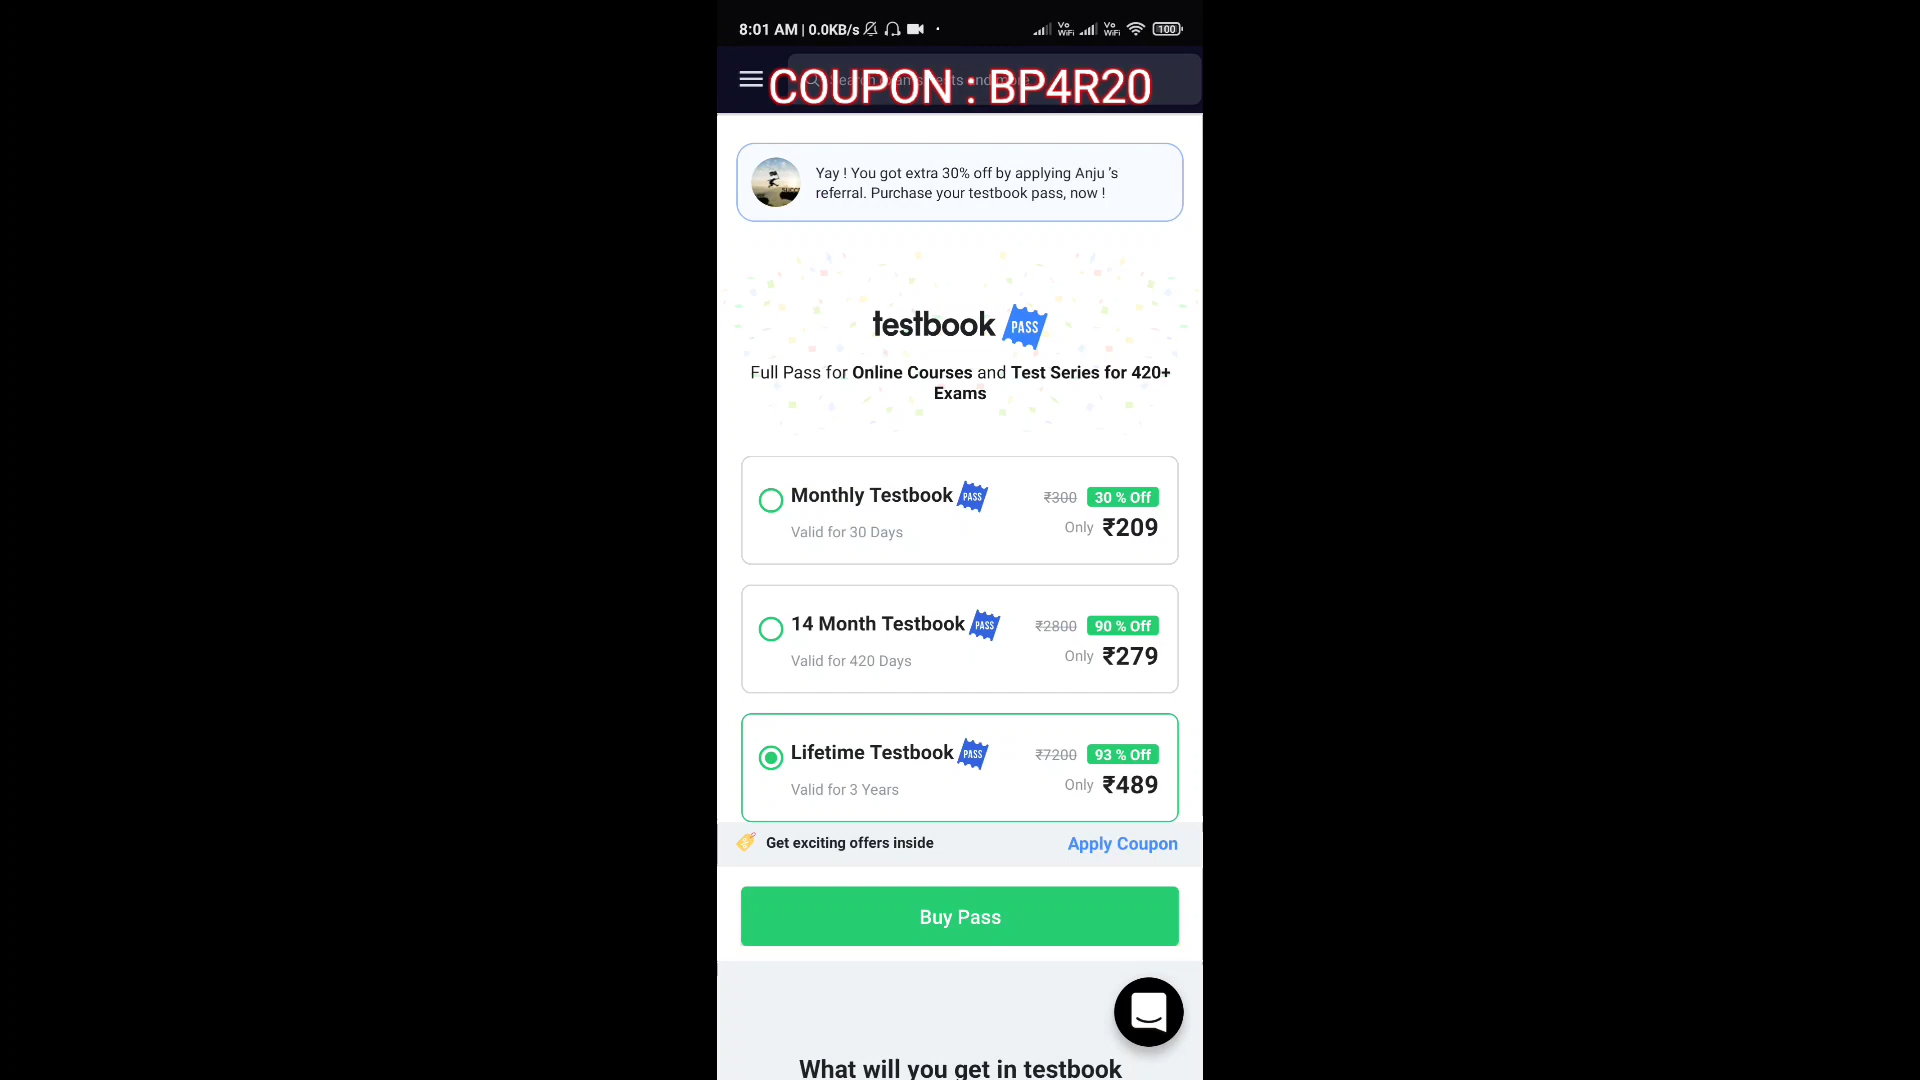 8:01 AM | 0.0KB/s
Vo WiFi Vo WiFi 100
COUPON : BP4R20
Yay ! You got extra 30% off by applying Anju 's
referral. Purchase your testbook pass, now !
testbook PASS
Full Pass for Online Courses and Test Series for 420+
Exams
Monthly Testbook PASS ₹300 30 % Off
Valid for 30 Days Only ₹209
14 Month Testbook PASS ₹2800 90 % Off
Valid for 420 Days Only ₹279
Lifetime Testbook PASS ₹7200 93 % Off
Valid for 3 Years Only ₹489
Get exciting offers inside Apply Coupon
Buy Pass
What will you get in testbook